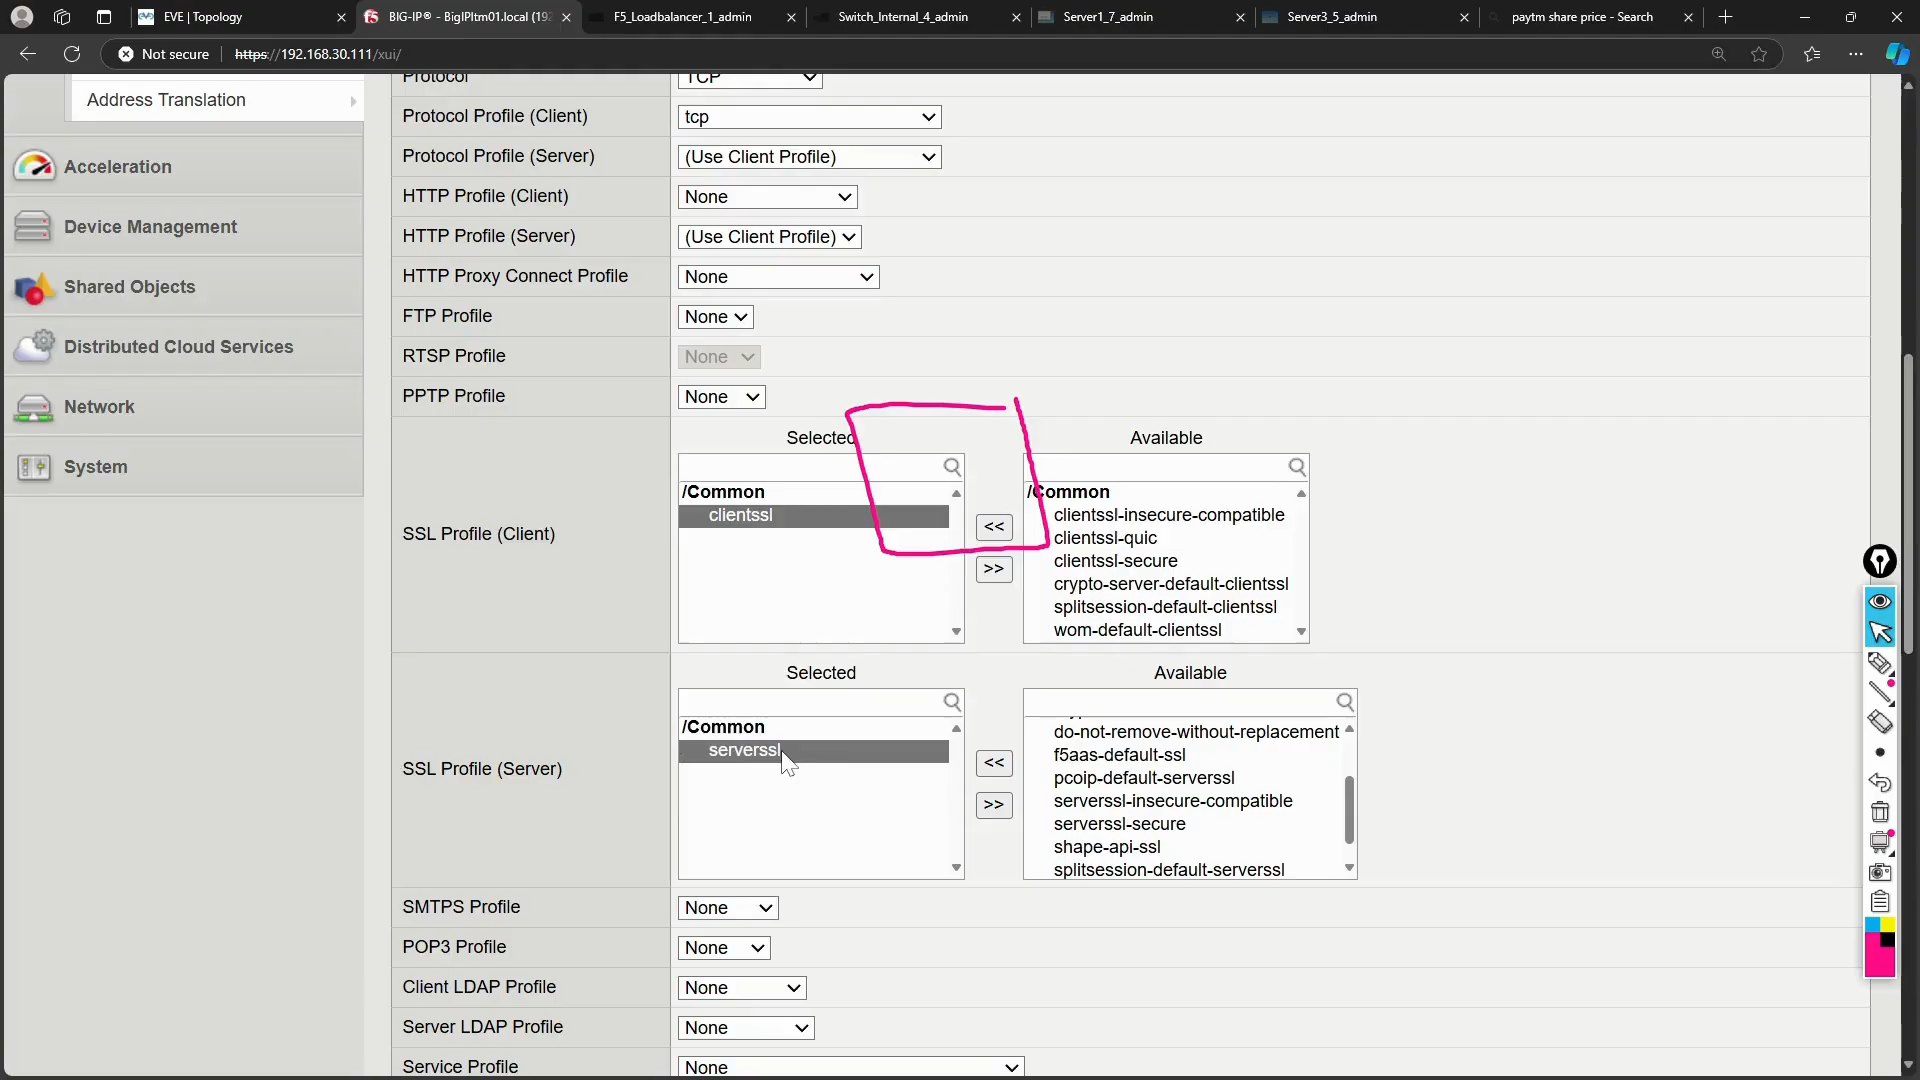 EVE | Topology
BIG-IP® - BigIPltm01.local (192
F5_Loadbalancer_1_admin
Switch_Internal_4_admin
Server1_7_admin
Server3_5_admin
paytm share price - Search
Not secure
https://192.168.30.111/xui/
Address Translation
Acceleration
Device Management
Shared Objects
Distributed Cloud Services
Network
System
Protocol
TCP
Protocol Profile (Client)
tcp
Protocol Profile (Server)
(Use Client Profile)
HTTP Profile (Client)
None
HTTP Profile (Server)
(Use Client Profile)
HTTP Proxy Connect Profile
None
FTP Profile
None
RTSP Profile
None
PPTP Profile
None
SSL Profile (Client)
Selected
/Common
clientssl
<<
>>
Available
/Common
clientssl-insecure-compatible
clientssl-quic
clientssl-secure
crypto-server-default-clientssl
splitsession-default-clientssl
wom-default-clientssl
SSL Profile (Server)
Selected
/Common
serverssl
<<
>>
Available
do-not-remove-without-replacement
f5aas-default-ssl
pcoip-default-serverssl
serverssl-insecure-compatible
serverssl-secure
shape-api-ssl
splitsession-default-serverssl
SMTPS Profile
None
POP3 Profile
None
Client LDAP Profile
None
Server LDAP Profile
None
Service Profile
None